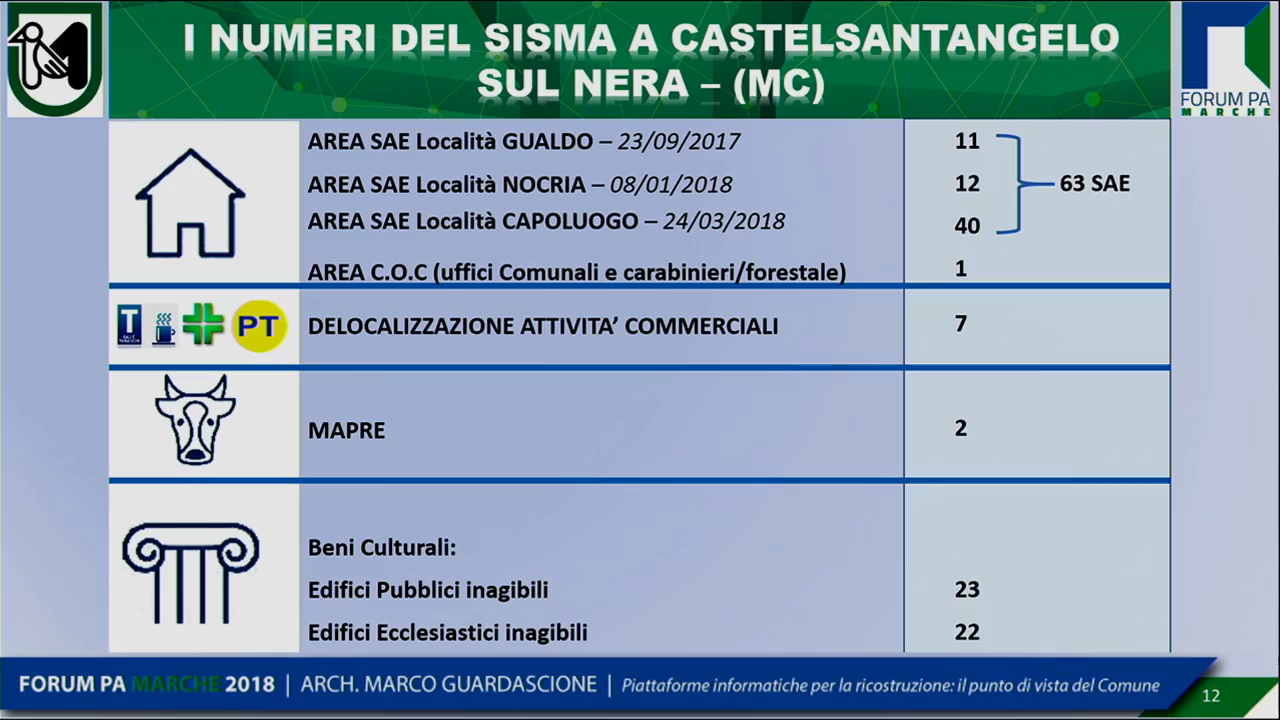 I NUMERI DEL SISMA A CASTELSANTANGELO
SUL NERA – (MC)
FORUM PA
MARCHE
AREA SAE Località GUALDO – 23/09/2017 11
AREA SAE Località NOCRIA – 08/01/2018 12 63 SAE
AREA SAE Località CAPOLUOGO – 24/03/2018 40
AREA C.O.C (uffici Comunali e carabinieri/forestale) 1
T PT DELOCALIZZAZIONE ATTIVITA’ COMMERCIALI 7
MAPRE 2
Beni Culturali:
Edifici Pubblici inagibili 23
Edifici Ecclesiastici inagibili 22
FORUM PA MARCHE 2018 | ARCH. MARCO GUARDASCIONE | Piattaforme informatiche per la ricostruzione: il punto di vista del Comune 12